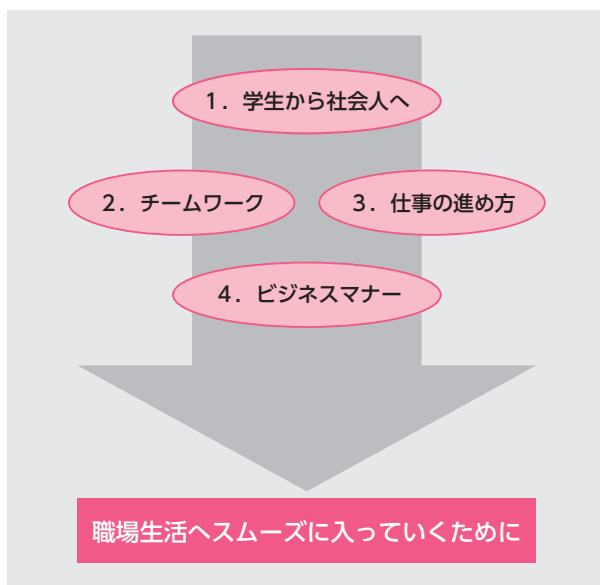 1．学生から社会人へ
2．チームワーク
3．仕事の進め方
4．ビジネスマナー
職場生活へスムーズに入っていくために